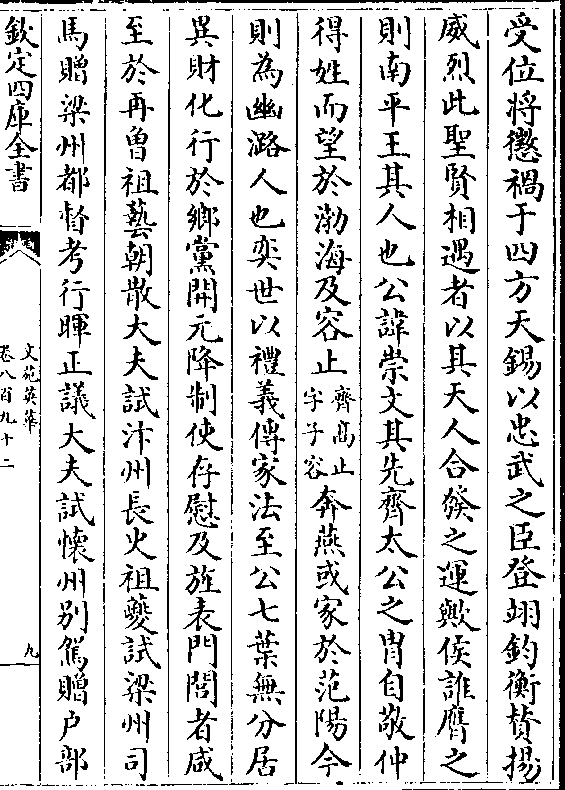 受位將懲禍于四方天錫以忠武之臣登翊鈞衡賛揚
威烈此聖賢相遇者以其天人合發之運歟侯誰膺之
則南平王其人也公諱崇文其先齊太公之胄自敬仲
得姓而望於渤海及容止齊髙止字子容奔燕或家於范陽今
則為幽潞人也奕世以禮義傳家法至公七葉無分居
異財化行於鄉黨開元降制使存慰及旌表門閭者咸
至於再曽祖藝朝散大夫試汴州長史祖夔試梁州司
馬贈梁州都督考行暉正議大夫試懐州别駕贈户部
欽定四庫全書
文苑英華
卷八百九十二
九